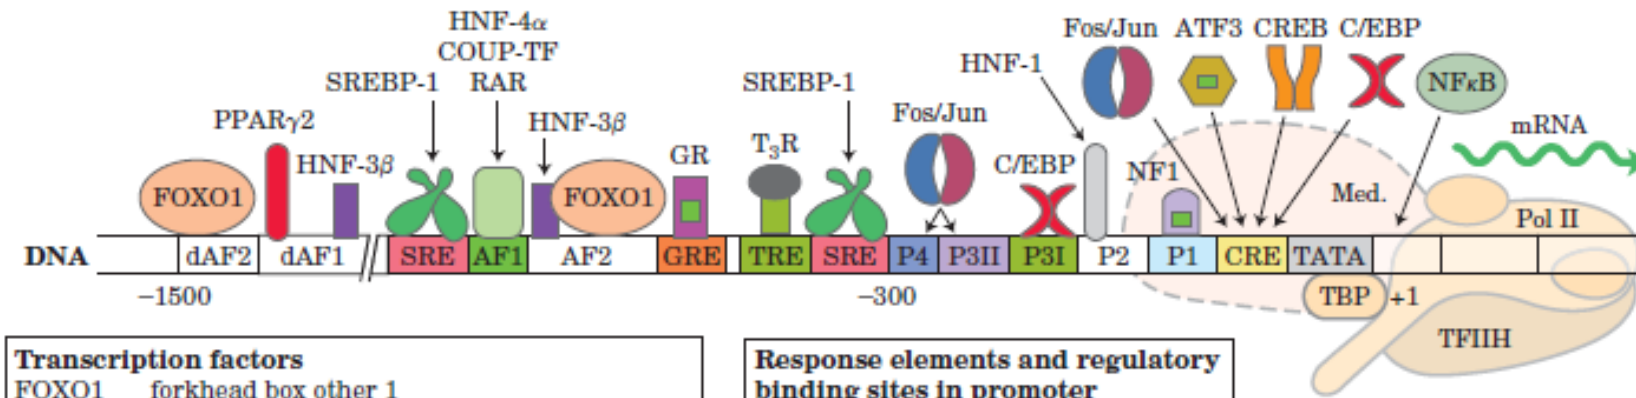 HNF-4α
COUP-TF
RAR
SREBP-1
PPARγ2
HNF-3β
HNF-3β
FOXO1
FOXO1
GR
T₃R
SREBP-1
Fos/Jun
C/EBP
HNF-1
Fos/Jun ATF3 CREB C/EBP
NFκB
mRNA
NF1
Med.
Pol II
DNA dAF2 dAF1 SRE AF1 AF2 GRE TRE SRE P4 P3II P3I P2 P1 CRE TATA
–1500 –300 TBP +1
TFIIH
Transcription factors
FOXO1 forkhead box other 1
Response elements and regulatory
binding sites in promoter